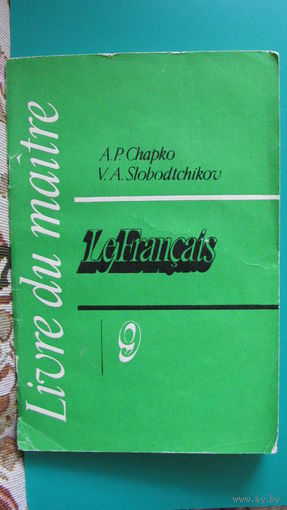 Livre du maître
A.P. Chapko
V.A. Slobodtchikov
Le Français
9
www.ay.by